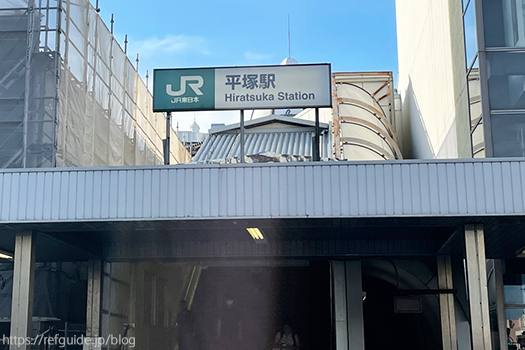 JR
JR東日本
平塚駅
Hiratsuka Station
https://refguide.jp/blog